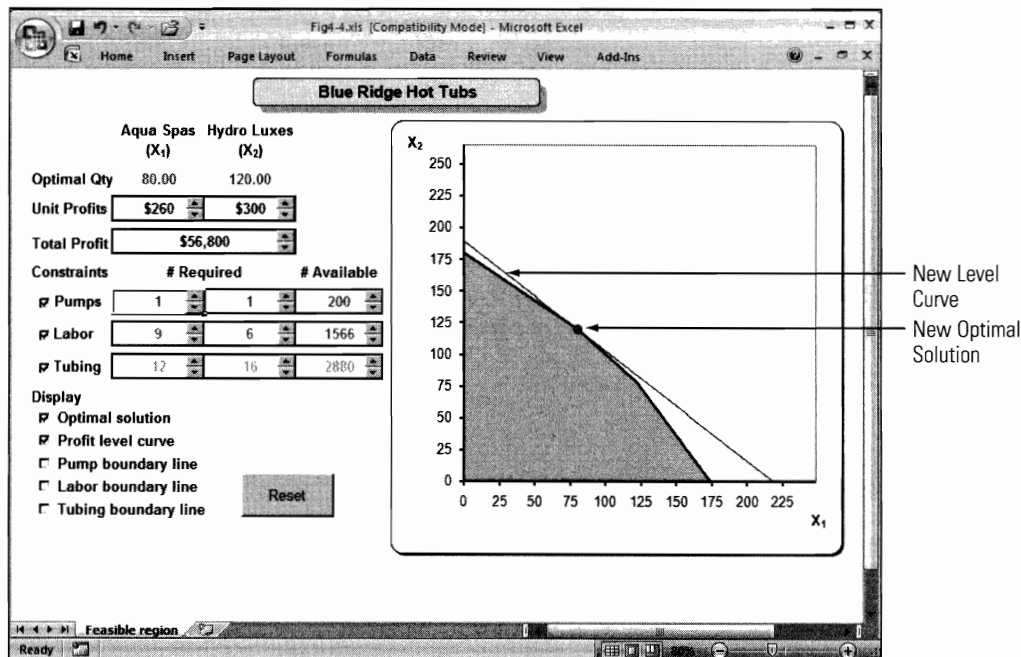 Fig4-4.xls [Compatibility Mode] - Microsoft Excel
Home Insert Page Layout Formulas Data Review View Add-Ins
Blue Ridge Hot Tubs
Aqua Spas Hydro Luxes
(X₁) (X₂)
Optimal Qty 80.00 120.00
Unit Profits $260 $300
Total Profit $56,800
Constraints # Required # Available
Pumps 1 1 200
Labor 9 6 1566
Tubing 12 16 2880
Display
Optimal solution
Profit level curve
Pump boundary line
Labor boundary line
Tubing boundary line
Reset
X₂
250
225
200
175
150
125
100
75
50
25
0
0 25 50 75 100 125 150 175 200 225
X₁
New Level
Curve
New Optimal
Solution
Feasible region
Ready
80%